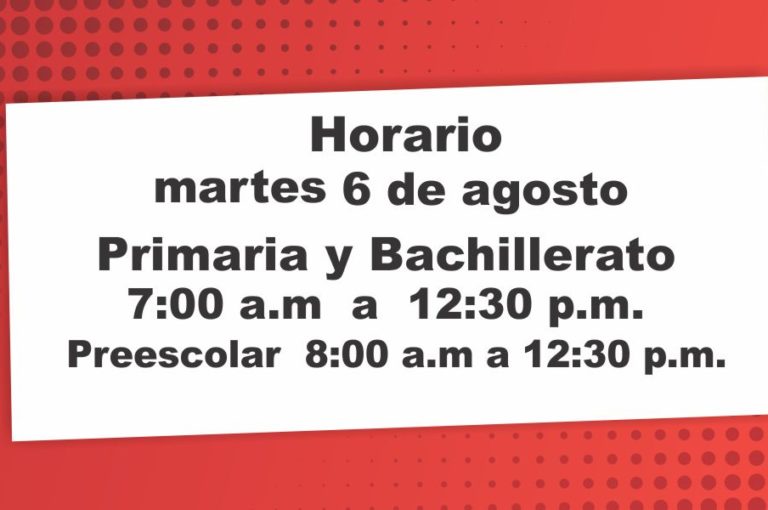 Horario
martes 6 de agosto
Primaria y Bachillerato
7:00 a.m a 12:30 p.m.
Preescolar 8:00 a.m a 12:30 p.m.